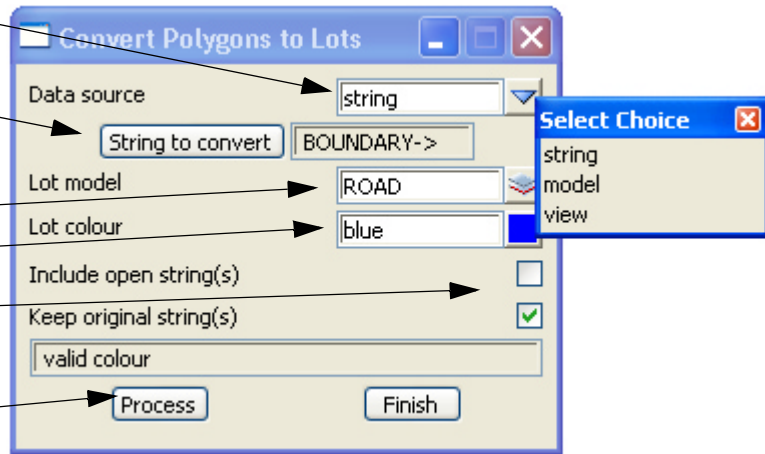 Convert Polygons to Lots
Data source
string
String to convert
BOUNDARY->
Lot model
ROAD
Lot colour
blue
Include open string(s)
Keep original string(s)
valid colour
Process
Finish
Select Choice
string
model
view